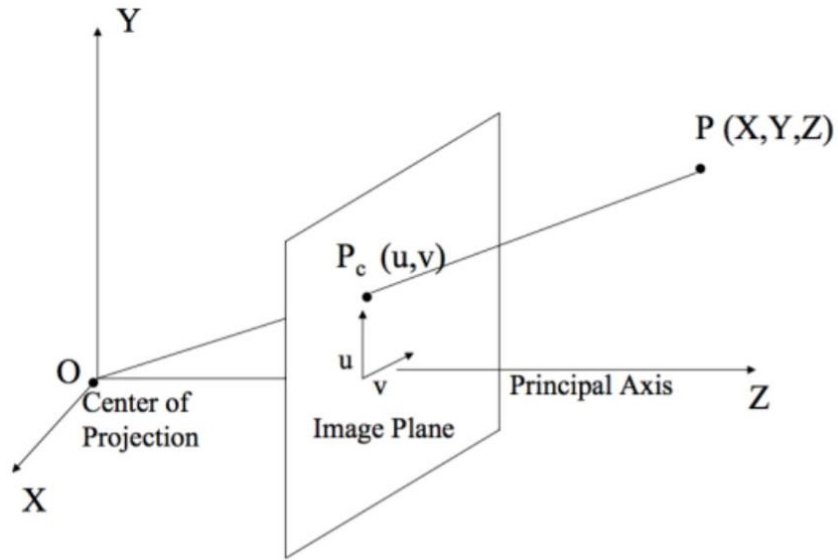 Y
P (X,Y,Z)
P_c (u,v)
O
u
v
Center of
Projection
Principal Axis
Z
Image Plane
X